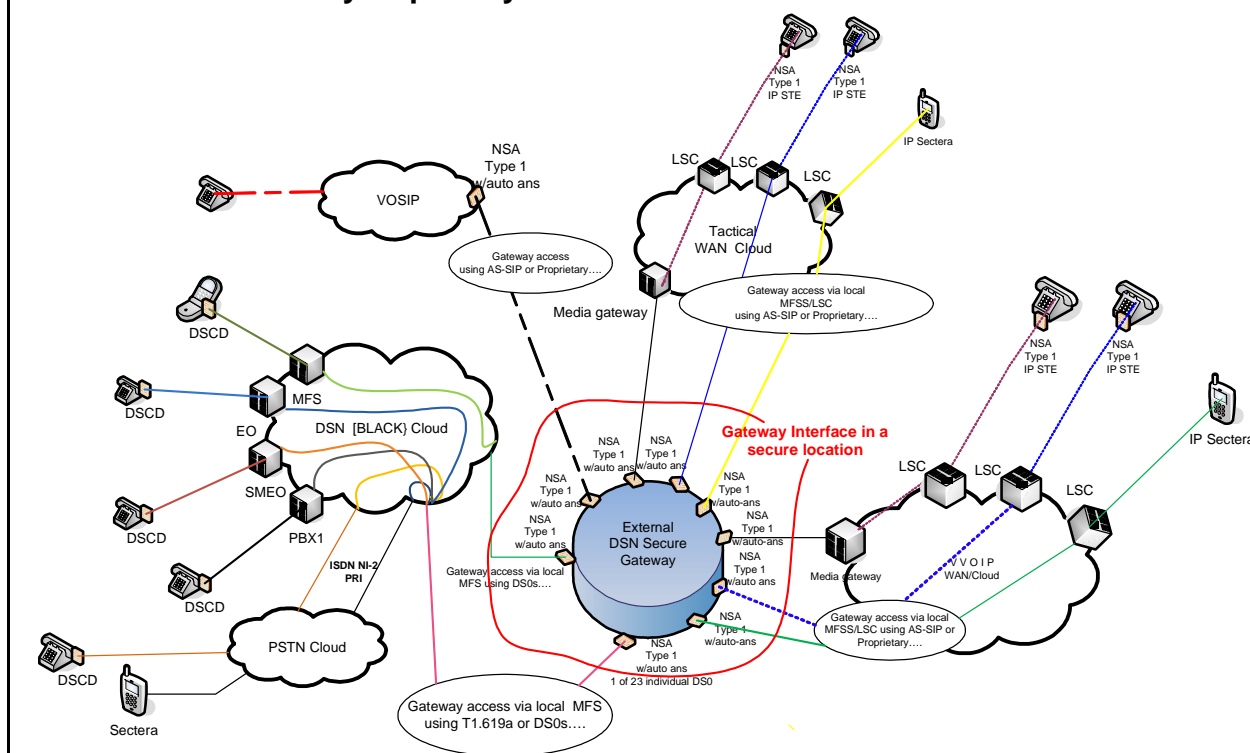 NSA
Type 1
IP STE
NSA
Type 1
IP STE
IP Sectera
LSC
LSC
LSC
NSA
Type 1
w/auto ans
VOSIP
Tactical
WAN Cloud
Gateway access
using AS-SIP or Proprietary….
Gateway access via local
MFSS/LSC
using AS-SIP or Proprietary….
Media gateway
DSCD
NSA
Type 1
IP STE
NSA
Type 1
IP STE
IP Sectera
MFS
DSCD
DSN [BLACK} Cloud
EO
SMEO
DSCD
PBX1
DSCD
ISDN NI-2
PRI
Gateway Interface in a
secure location
NSA
Type 1
w/auto ans
NSA
Type 1
w/auto ans
NSA
Type 1
w/auto ans
NSA
Type 1
w/auto ans
NSA
Type 1
w/auto-ans
NSA
Type 1
w/auto-ans
NSA
Type 1
w/auto ans
External
DSN Secure
Gateway
LSC
LSC
LSC
Media gateway
V V O I P
WAN/Cloud
Gateway access via local
MFS using DS0s….
Gateway access via local
MFSS/LSC using AS-SIP or
Proprietary….
NSA
Type 1
w/auto-ans
NSA
Type 1
w/auto ans
1 of 23 individual DS0
PSTN Cloud
DSCD
Sectera
Gateway access via local MFS
using T1.619a or DS0s….